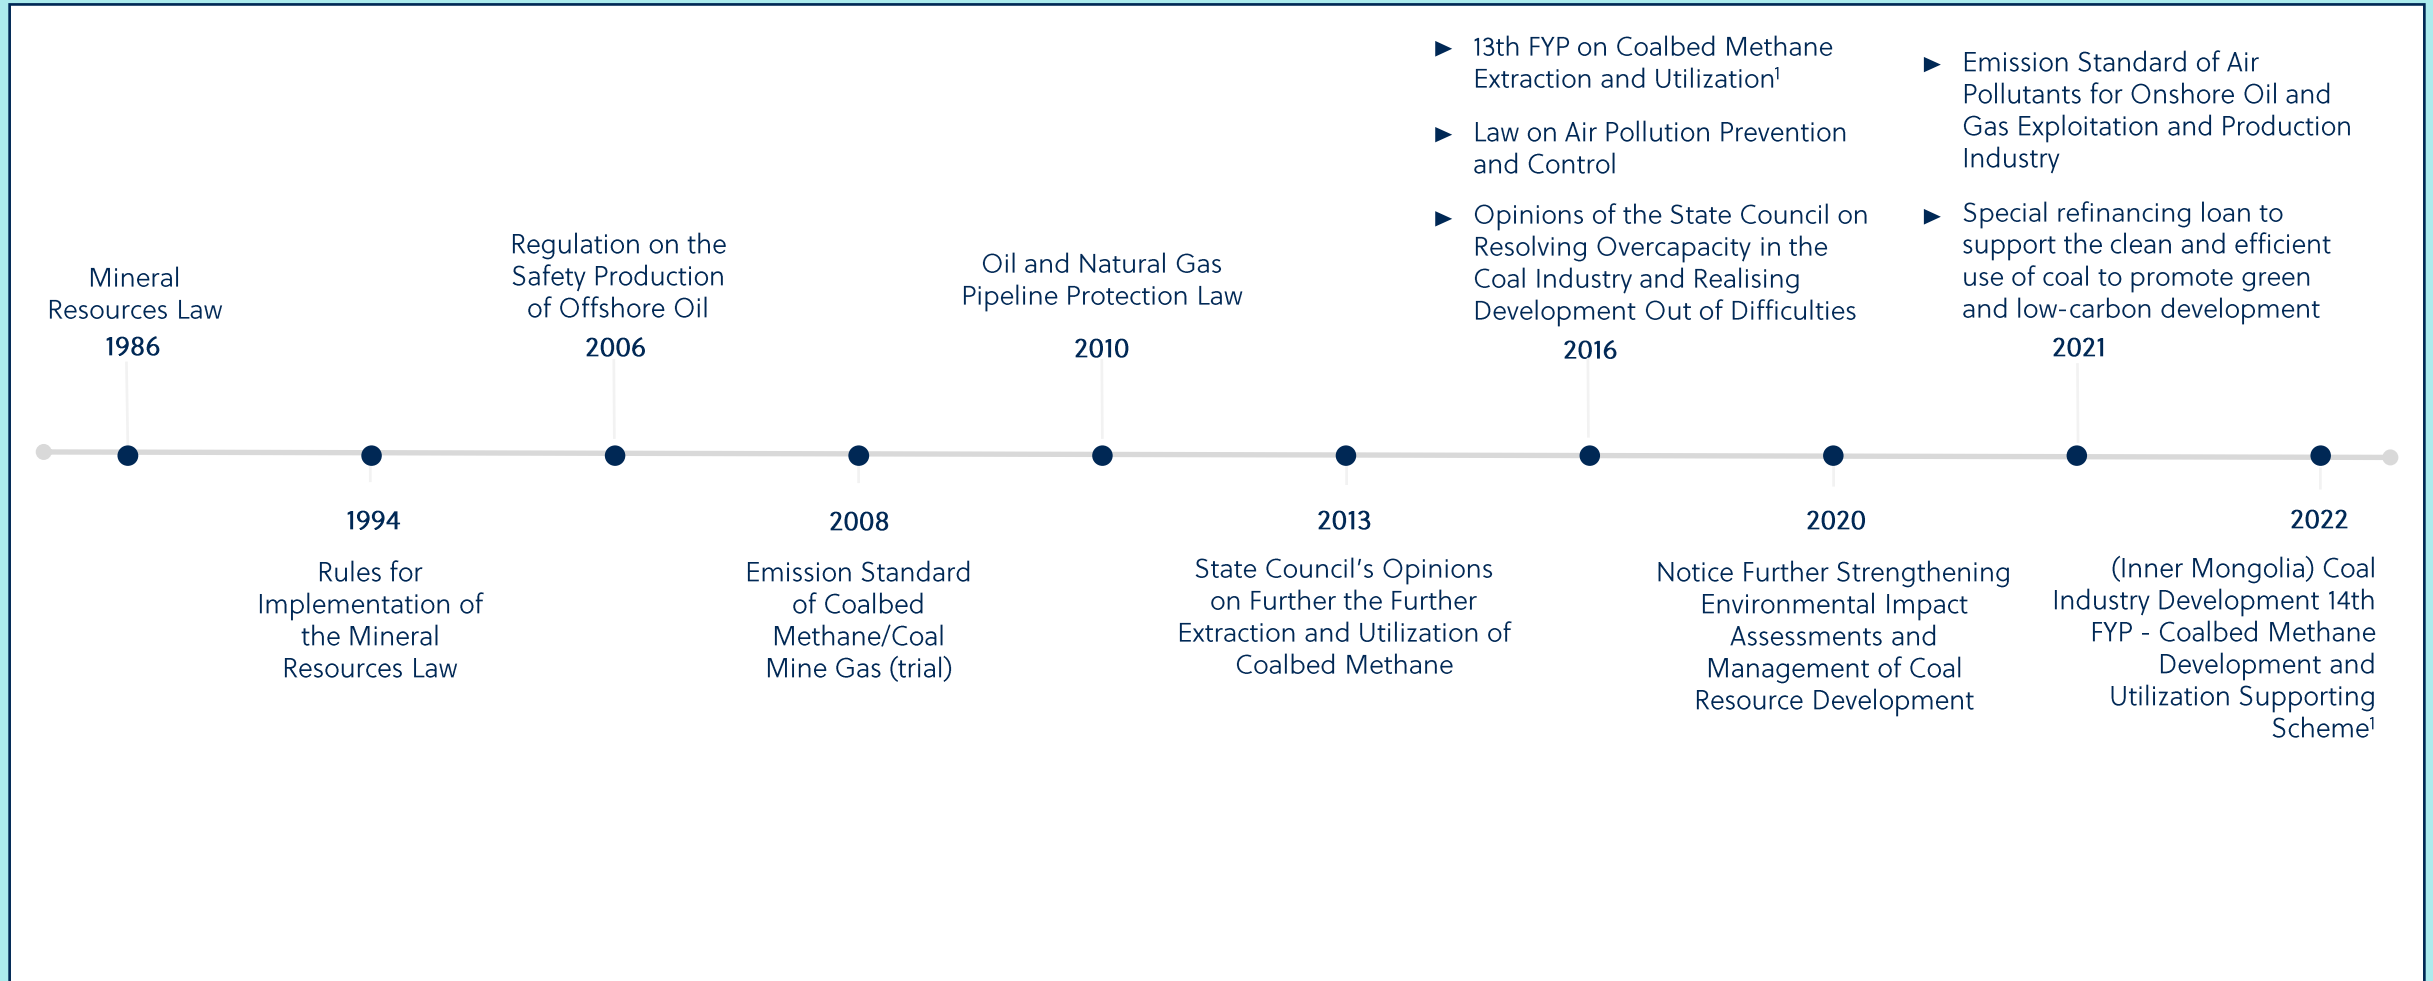 Mineral
Resources Law
1986
Regulation on the
Safety Production
of Offshore Oil
2006
Oil and Natural Gas
Pipeline Protection Law
2010
► 13th FYP on Coalbed Methane
Extraction and Utilization¹
► Law on Air Pollution Prevention
and Control
► Opinions of the State Council on
Resolving Overcapacity in the
Coal Industry and Realising
Development Out of Difficulties
2016
► Emission Standard of Air
Pollutants for Onshore Oil and
Gas Exploitation and Production
Industry
► Special refinancing loan to
support the clean and efficient
use of coal to promote green
and low-carbon development
2021
1994
Rules for
Implementation of
the Mineral
Resources Law
2008
Emission Standard
of Coalbed
Methane/Coal
Mine Gas (trial)
2013
State Council's Opinions
on Further the Further
Extraction and Utilization of
Coalbed Methane
2020
Notice Further Strengthening
Environmental Impact
Assessments and
Management of Coal
Resource Development
2022
(Inner Mongolia) Coal
Industry Development 14th
FYP - Coalbed Methane
Development and
Utilization Supporting
Scheme¹